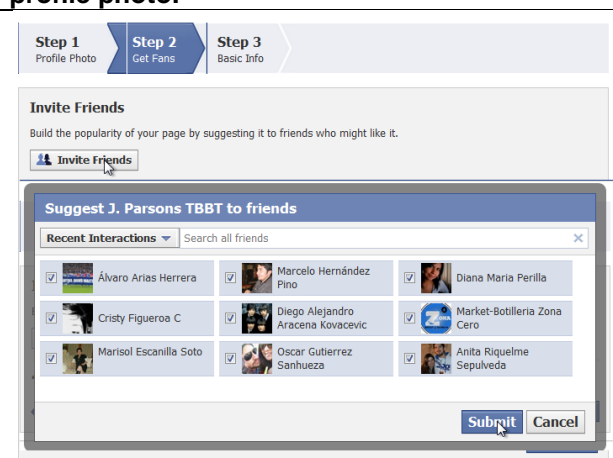 profile photo.
Step 1
Profile Photo
Step 2
Get Fans
Step 3
Basic Info
Invite Friends
Build the popularity of your page by suggesting it to friends who might like it.
Invite Friends
Suggest J. Parsons TBBT to friends
Recent Interactions
Search all friends
Álvaro Arias Herrera
Marcelo Hernández
Pino
Diana Maria Perilla
Cristy Figueroa C
Diego Alejandro
Aracena Kovacevic
Market-Botilleria Zona
Cero
Marisol Escanilla Soto
Oscar Gutierrez
Sanhueza
Anita Riquelme
Sepulveda
Submit
Cancel